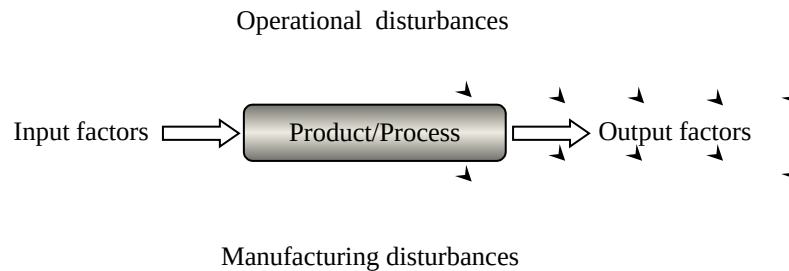 Operational disturbances
Input factors
Product/Process
Output factors
Manufacturing disturbances